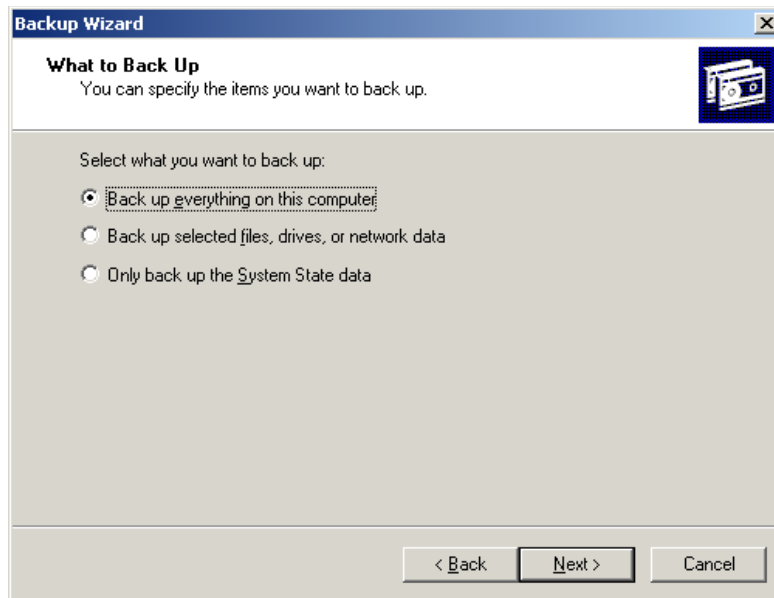 Backup Wizard
What to Back Up
You can specify the items you want to back up.
Select what you want to back up:
Back up everything on this computer
Back up selected files, drives, or network data
Only back up the System State data
< Back Next > Cancel